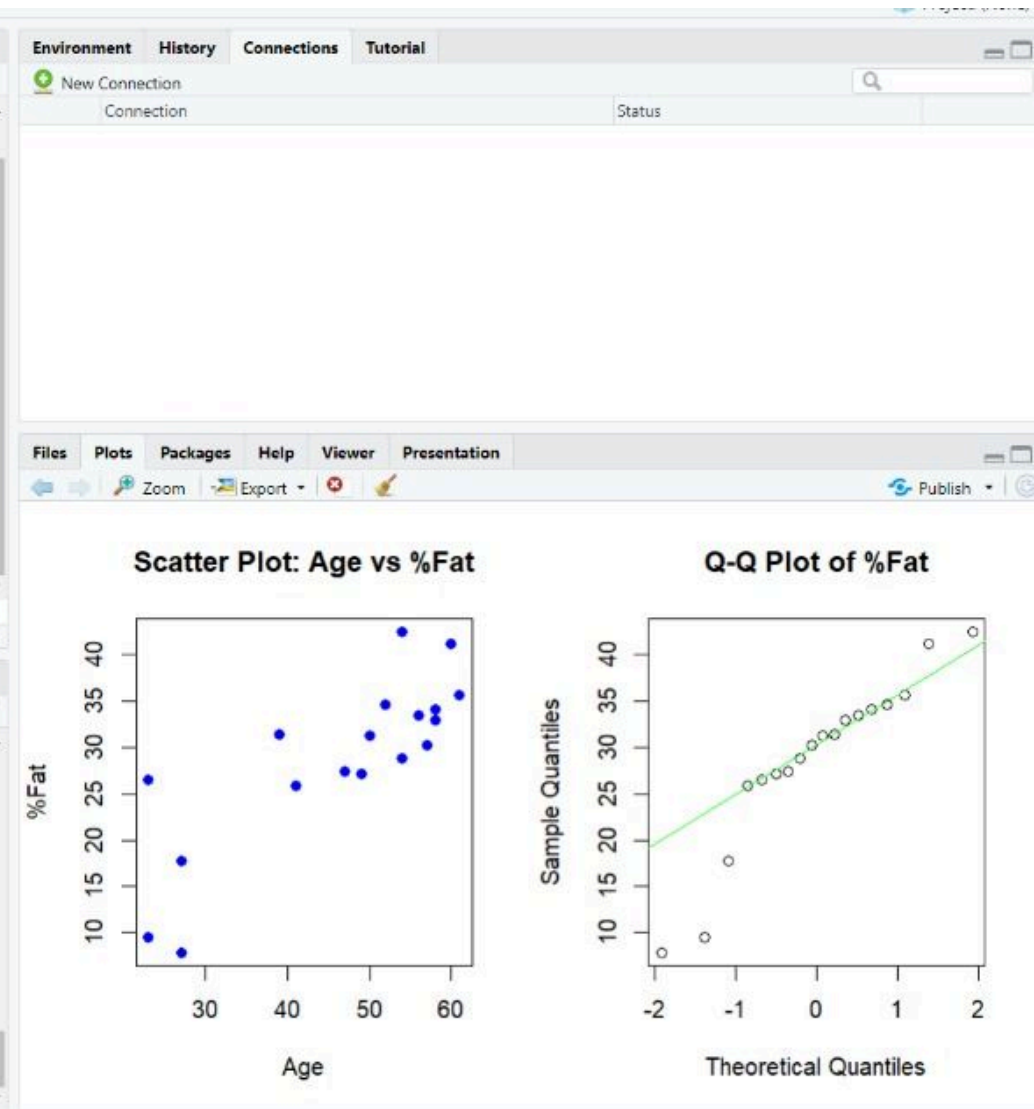 Environment History Connections Tutorial
New Connection
Connection Status
Files Plots Packages Help Viewer Presentation
Zoom Export Publish
Scatter Plot: Age vs %Fat
%Fat
40
35
30
25
20
15
10
30 40 50 60
Age
Q-Q Plot of %Fat
Sample Quantiles
40
35
30
25
20
15
10
-2 -1 0 1 2
Theoretical Quantiles